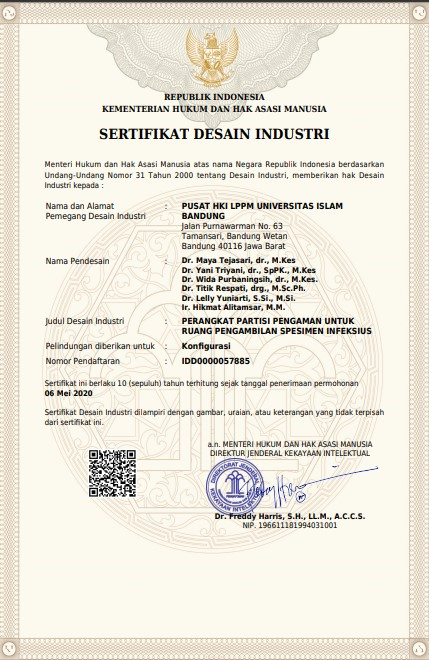 REPUBLIK INDONESIA
KEMENTERIAN HUKUM DAN HAK ASASI MANUSIA
SERTIFIKAT DESAIN INDUSTRI
Menteri Hukum dan Hak Asasi Manusia atas nama Negara Republik Indonesia berdasarkan
Undang-Undang Nomor 31 Tahun 2000 tentang Desain Industri, memberikan hak Desain
Industri kepada :
Nama dan Alamat : PUSAT HKI LPPM UNIVERSITAS ISLAM
Pemegang Desain Industri BANDUNG
Jalan Purnawarman No. 63
Tamansari, Bandung Wetan
Bandung 40116 Jawa Barat
Nama Pendesain : Dr. Maya Tejasari, dr., M.Kes
Dr. Yani Triyani, dr., SpPK., M.Kes
Dr. Wida Purbaningsih, dr., M.Kes.
Dr. Titik Respati, drg., M.Sc.Ph.
Dr. Lelly Yuniarti, S.Si., M.Si.
Ir. Hikmat Alitamsar, M.M.
Judul Desain Industri : PERANGKAT PARTISI PENGAMAN UNTUK
RUANG PENGAMBILAN SPESIMEN INFEKSIUS
Pelindungan diberikan untuk : Konfigurasi
Nomor Pendaftaran : IDD0000057885
Sertifikat ini berlaku 10 (sepuluh) tahun terhitung sejak tanggal penerimaan permohonan
06 Mei 2020
Sertifikat Desain Industri dilampiri dengan gambar, uraian, atau keterangan yang tidak terpisah
dari sertifikat ini.
a.n. MENTERI HUKUM DAN HAK ASASI MANUSIA
DIREKTUR JENDERAL KEKAYAAN INTELEKTUAL
DIREKTORAT JENDERAL
KEKAYAAN INTELEKTUAL
Dr. Freddy Harris, S.H., LL.M., A.C.C.S.
NIP. 196611181994031001